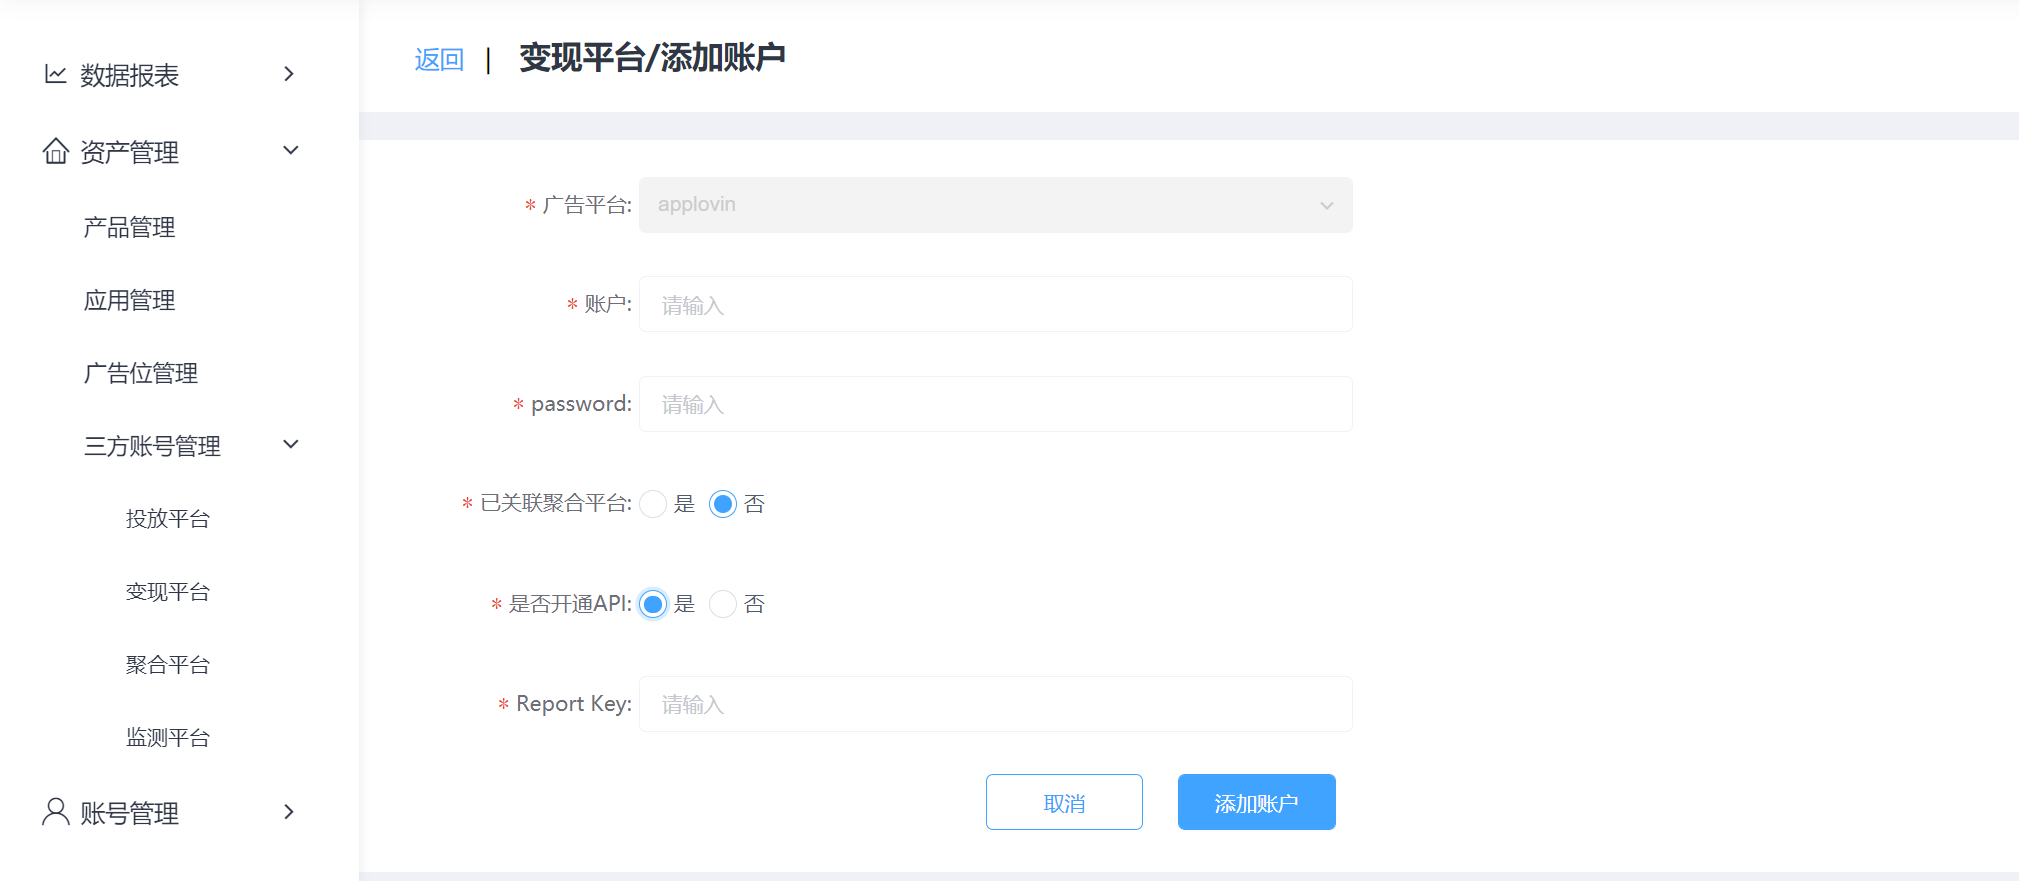 数据报表
资产管理
产品管理
应用管理
广告位管理
三方账号管理
投放平台
变现平台
聚合平台
监测平台
账号管理
返回 | 变现平台/添加账户
* 广告平台: applovin
* 账户: 请输入
* password: 请输入
* 已关联聚合平台: 是 否
* 是否开通API: 是 否
* Report Key: 请输入
取消 添加账户